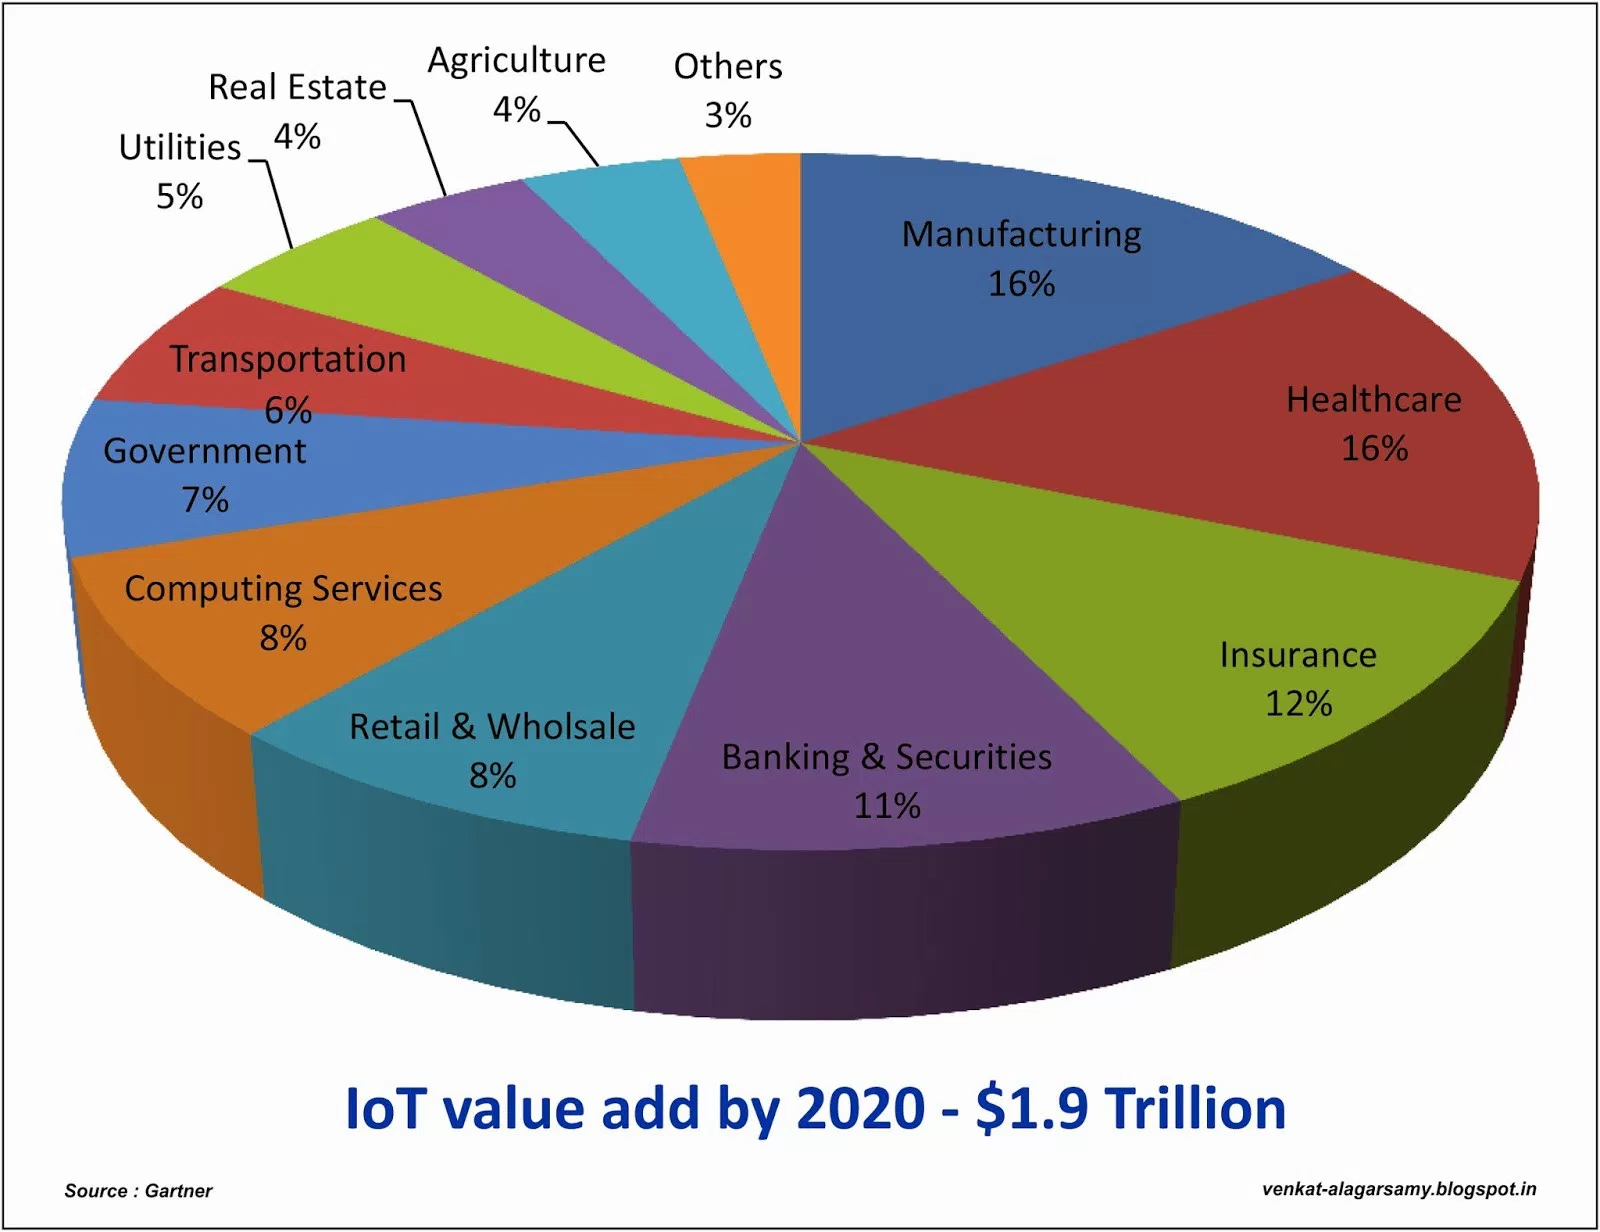 Agriculture
4%
Others
3%
Real Estate
4%
Utilities
5%
Manufacturing
16%
Transportation
6%
Healthcare
16%
Government
7%
Computing Services
8%
Insurance
12%
Retail & Wholsale
8%
Banking & Securities
11%
IoT value add by 2020 - $1.9 Trillion
Source : Gartner
venkat-alagarsamy.blogspot.in